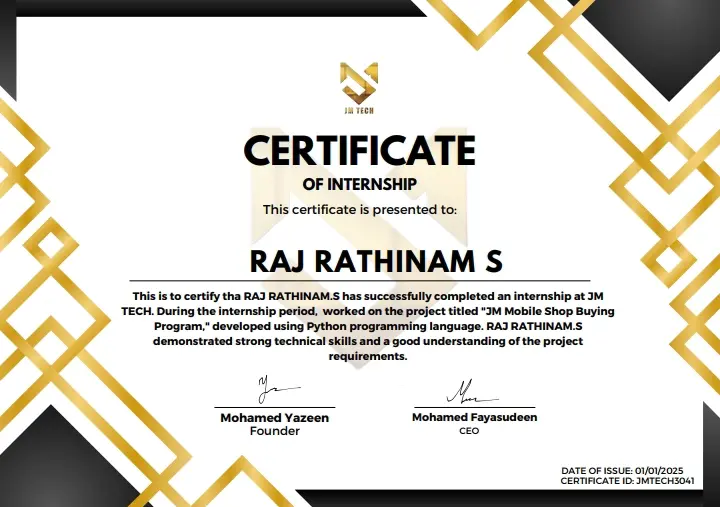 JM TECH
CERTIFICATE
OF INTERNSHIP
This certificate is presented to:
RAJ RATHINAM S
This is to certify tha RAJ RATHINAM.S has successfully completed an internship at JM
TECH. During the internship period, worked on the project titled "JM Mobile Shop Buying
Program," developed using Python programming language. RAJ RATHINAM.S
demonstrated strong technical skills and a good understanding of the project
requirements.
Mohamed Yazeen
Founder
Mohamed Fayasudeen
CEO
DATE OF ISSUE: 01/01/2025
CERTIFICATE ID: JMTECH3041